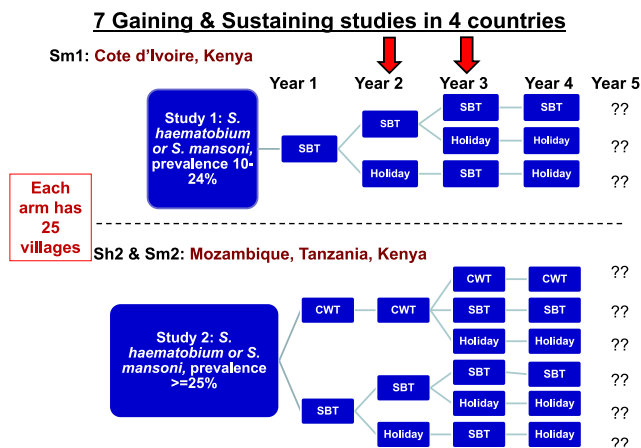 7 Gaining & Sustaining studies in 4 countries
Sm1: Cote d'Ivoire, Kenya
Year 1 Year 2 Year 3 Year 4 Year 5
Study 1: S.
haematobium
or S. mansoni,
prevalence 10-
24%
SBT
SBT
Holiday
SBT SBT ??
Holiday Holiday ??
SBT Holiday ??
Each
arm has
25
villages
Sh2 & Sm2: Mozambique, Tanzania, Kenya
Study 2: S.
haematobium or S.
mansoni, prevalence
>=25%
CWT CWT
CWT CWT ??
SBT SBT ??
Holiday Holiday ??
SBT
SBT
Holiday
SBT SBT ??
Holiday Holiday ??
SBT Holiday ??